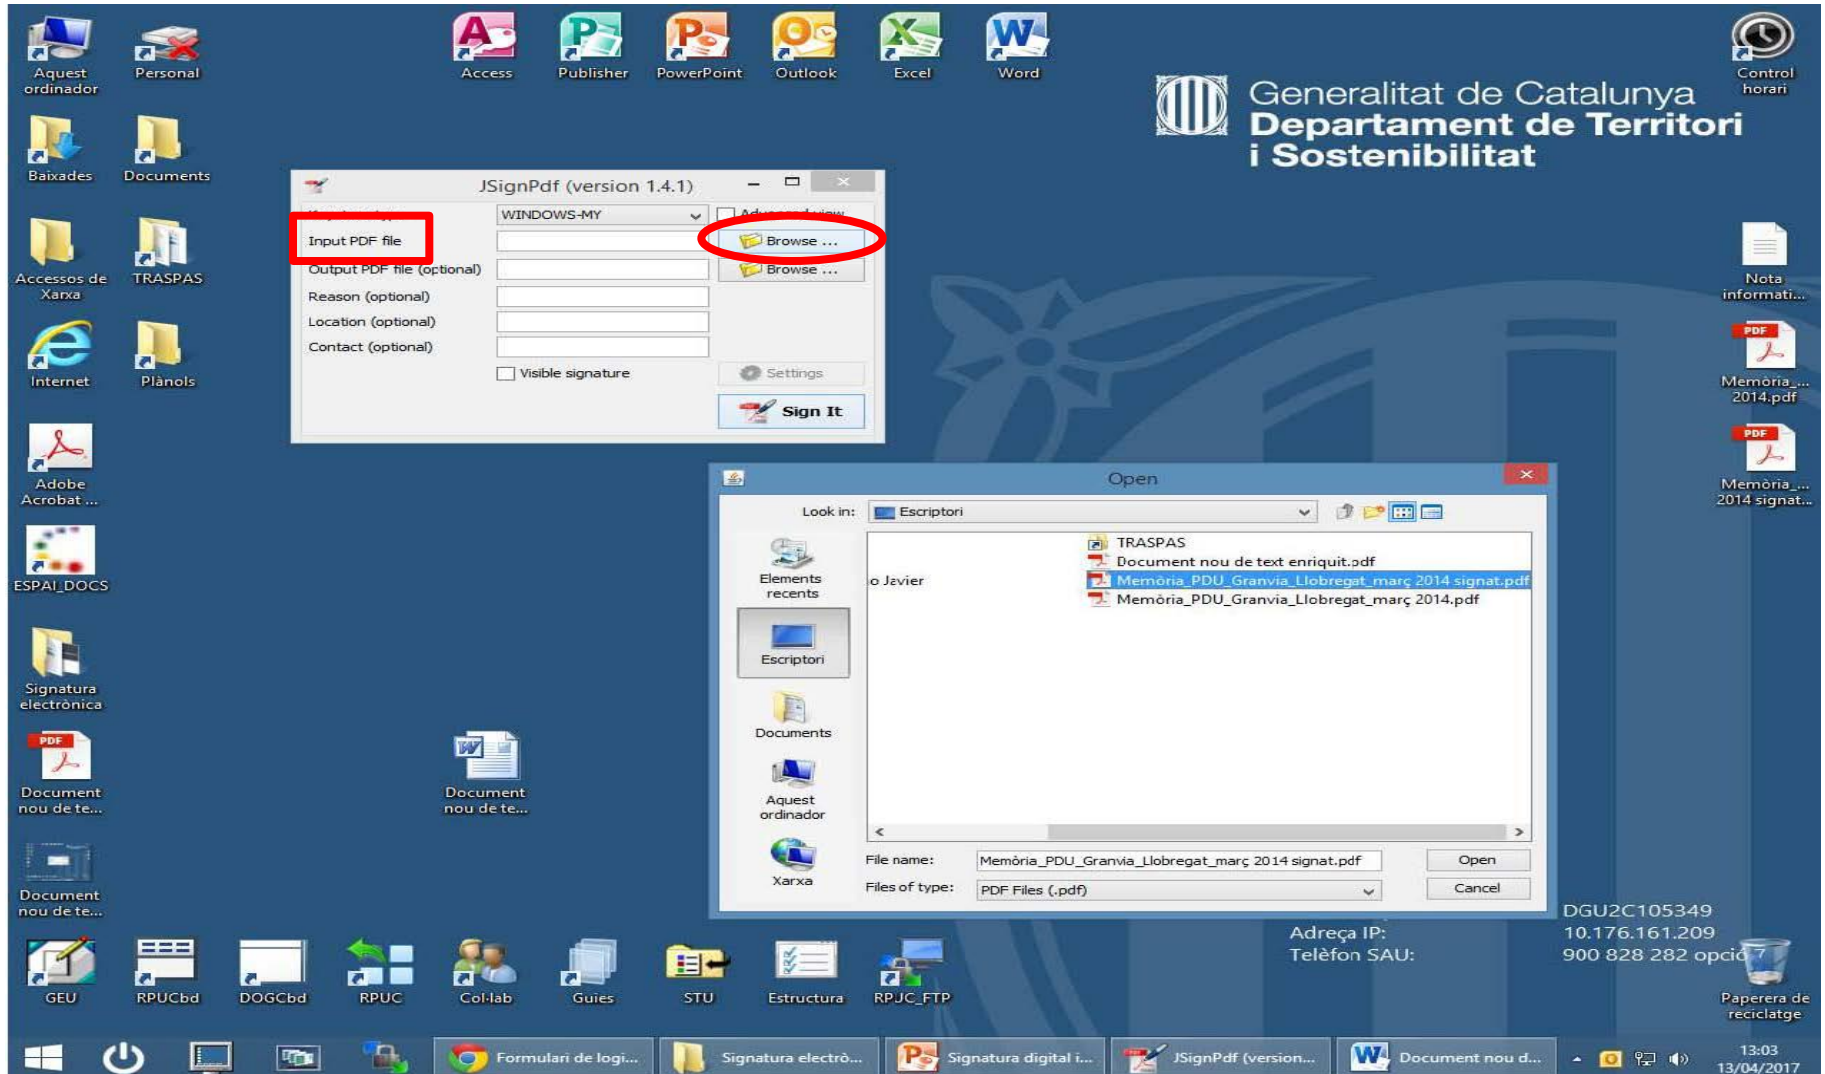 Aquest
ordinador
Personal
Access
Publisher
PowerPoint
Outlook
Excel
Word
Control
horari
Generalitat de Catalunya
Departament de Territori
i Sostenibilitat
Baixades
Documents
Accessos de
Xarxa
TRASPAS
Internet
Plànols
Adobe
Acrobat ...
ESPAI_DOCS
Signatura
electrònica
PDF
Document
nou de te...
Document
nou de te...
Document
nou de te...
Nota
informati...
PDF
Memòria_...
2014.pdf
PDF
Memòria_...
2014 signat...
JSignPdf (version 1.4.1)
WINDOWS-MY
Advanced view
Input PDF file
Browse ...
Output PDF file (optional)
Browse ...
Reason (optional)
Location (optional)
Contact (optional)
Visible signature
Settings
Sign It
Open
Look in:
Escriptori
Elements
recents
Escriptori
Documents
Aquest
ordinador
Xarxa
o Javier
TRASPAS
Document nou de text enriquit.pdf
Memòria_PDU_Granvia_Llobregat_març 2014 signat.pdf
Memòria_PDU_Granvia_Llobregat_març 2014.pdf
File name:
Memòria_PDU_Granvia_Llobregat_març 2014 signat.pdf
Open
Files of type:
PDF Files (.pdf)
Cancel
DGU2C105349
Adreça IP:
10.176.161.209
Telèfon SAU:
900 828 282 opció 7
GEU
RPUCbd
DOGCbd
RPUC
Col·lab
Guies
STU
Estructura
RPUC_FTP
Paperera de
reciclatge
Formulari de logi...
Signatura electrò...
Signatura digital i...
JSignPdf (version...
Document nou d...
13:03
13/04/2017